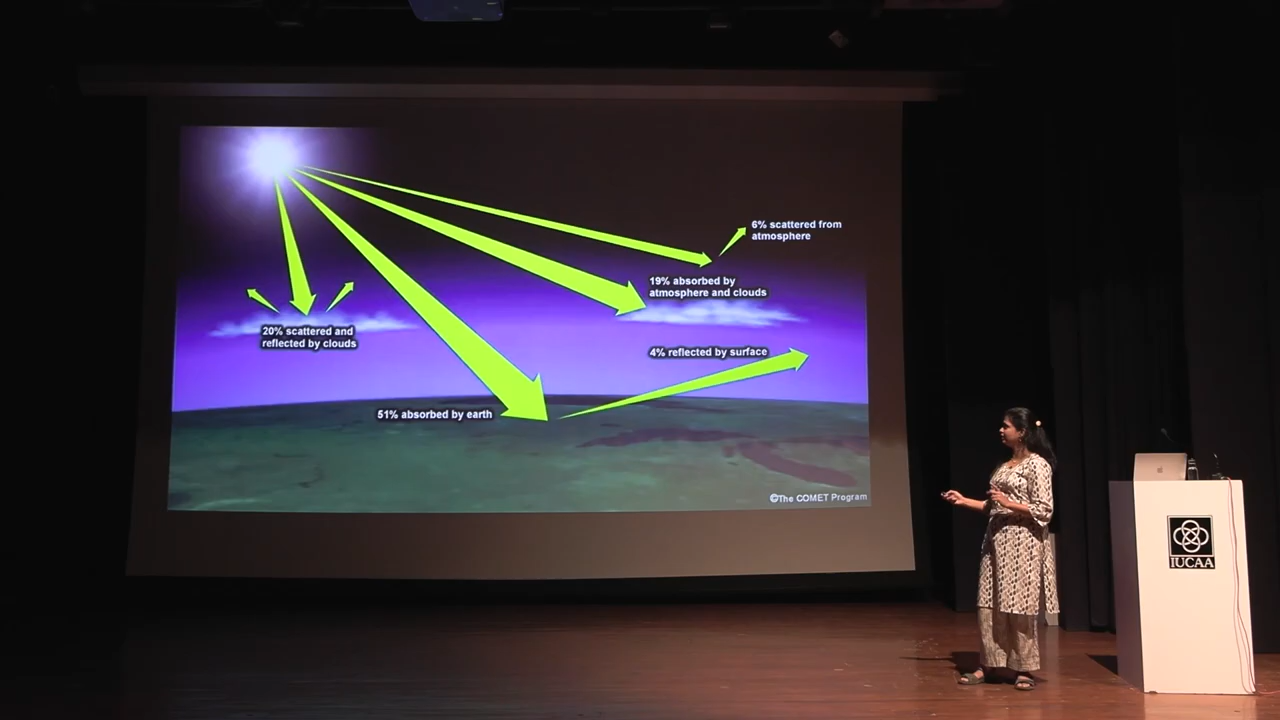 6% scattered from
atmosphere
19% absorbed by
atmosphere and clouds
20% scattered and
reflected by clouds
4% reflected by surface
51% absorbed by earth
©The COMET Program
IUCAA